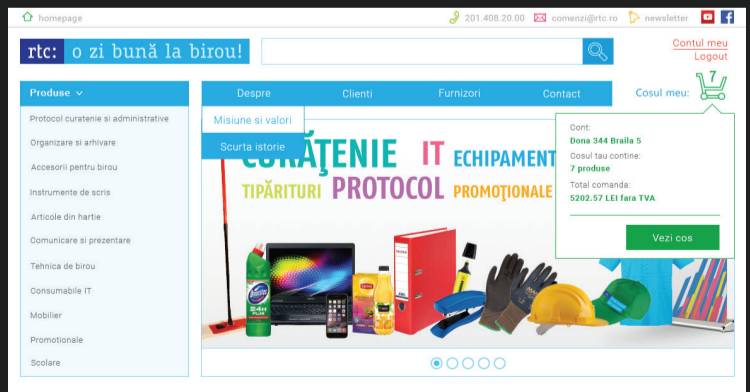 homepage
201.408.20.00
comenzi@rtc.ro
newsletter
rtc: o zi bună la birou!
Contul meu
Logout
Produse
Despre
Clienti
Furnizori
Contact
Cosul meu:
7
Misiune si valori
Scurta istorie
Protocol curatenie si administrative
Organizare si arhivare
Accesorii pentru birou
Instrumente de scris
Articole din hartie
Comunicare si prezentare
Tehnica de birou
Consumabile IT
Mobilier
Promotionale
Scolare
CURĂŢENIE IT ECHIPAMENT
TIPĂRITURI PROTOCOL PROMOŢIONALE
Cont:
Dona 344 Braila 5
Cosul tau contine:
7 produse
Total comanda:
5202.57 LEI fara TVA
Vezi cos
Domestos
24H
PLUS
Lipton